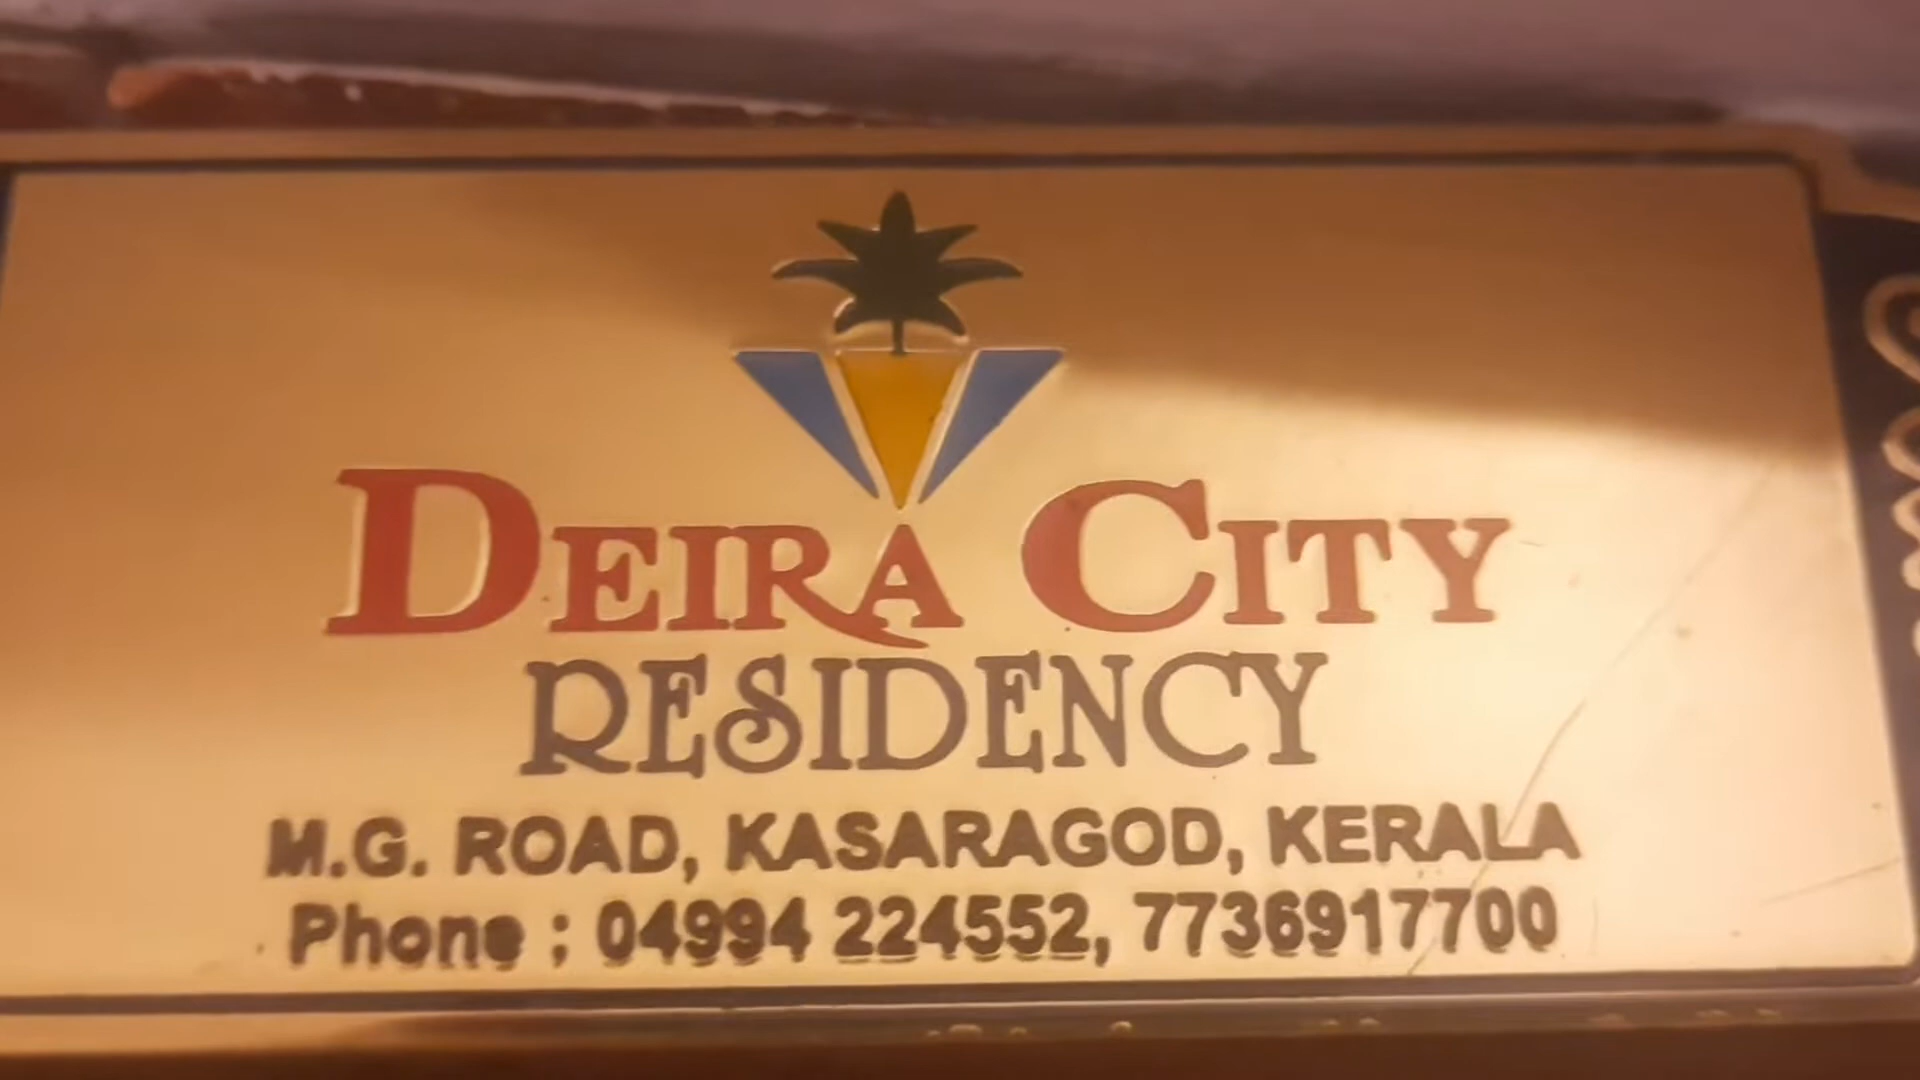 DEIRA CITY
RESIDENCY
M.G. ROAD, KASARAGOD, KERALA
Phone : 04994 224552, 7736917700